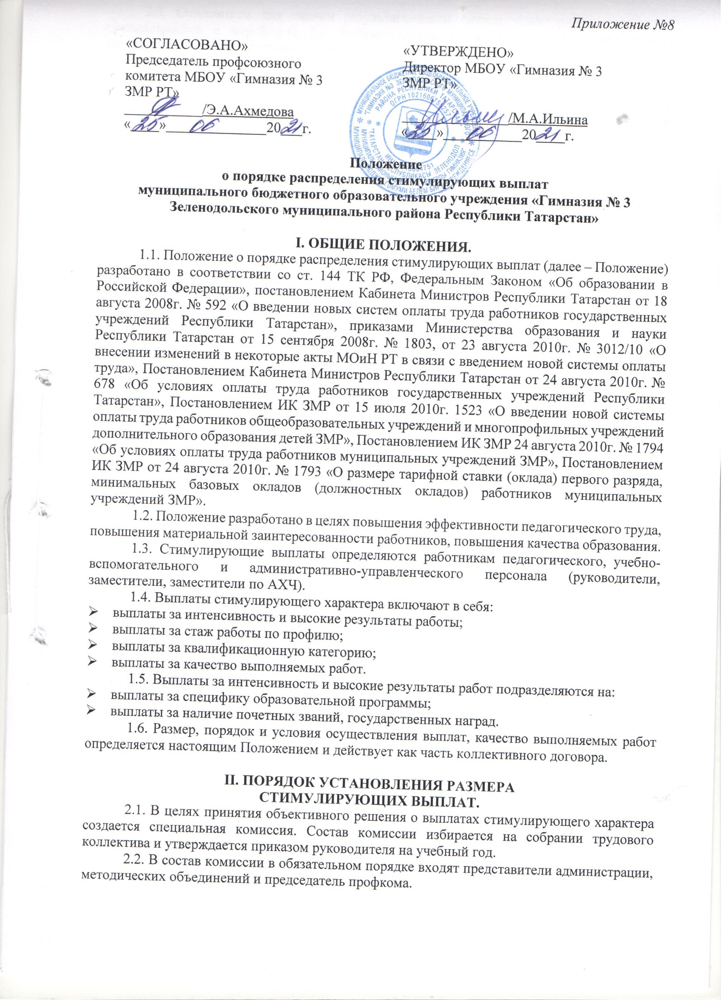 Приложение №8
«СОГЛАСОВАНО»
Председатель профсоюзного
комитета МБОУ «Гимназия № 3
ЗМР РТ»
/Э.А.Ахмедова
«25» 06 2021г.
«УТВЕРЖДЕНО»
Директор МБОУ «Гимназия № 3
ЗМР РТ»
/М.А.Ильина
«25» 06 2021г.
Положение
о порядке распределения стимулирующих выплат
муниципального бюджетного образовательного учреждения «Гимназия № 3
Зеленодольского муниципального района Республики Татарстан»
I. ОБЩИЕ ПОЛОЖЕНИЯ.
1.1. Положение о порядке распределения стимулирующих выплат (далее – Положение)
разработано в соответствии со ст. 144 ТК РФ, Федеральным Законом «Об образовании в
Российской Федерации», постановлением Кабинета Министров Республики Татарстан от 18
августа 2008г. № 592 «О введении новых систем оплаты труда работников государственных
учреждений Республики Татарстан», приказами Министерства образования и науки
Республики Татарстан от 15 сентября 2008г. № 1803, от 23 августа 2010г. № 3012/10 «О
внесении изменений в некоторые акты МОиН РТ в связи с введением новой системы оплаты
труда», Постановлением Кабинета Министров Республики Татарстан от 24 августа 2010г. №
678 «Об условиях оплаты труда работников государственных учреждений Республики
Татарстан», Постановлением ИК ЗМР от 15 июля 2010г. 1523 «О введении новой системы
оплаты труда работников общеобразовательных учреждений и многопрофильных учреждений
дополнительного образования детей ЗМР», Постановлением ИК ЗМР 24 августа 2010г. № 1794
«Об условиях оплаты труда работников муниципальных учреждений ЗМР», Постановлением
ИК ЗМР от 24 августа 2010г. № 1793 «О размере тарифной ставки (оклада) первого разряда,
минимальных базовых окладов (должностных окладов) работников муниципальных
учреждений ЗМР».
1.2. Положение разработано в целях повышения эффективности педагогического труда,
повышения материальной заинтересованности работников, повышения качества образования.
1.3. Стимулирующие выплаты определяются работникам педагогического, учебно-
вспомогательного и административно-управленческого персонала (руководители,
заместители, заместители по АХЧ).
1.4. Выплаты стимулирующего характера включают в себя:
➢ выплаты за интенсивность и высокие результаты работы;
➢ выплаты за стаж работы по профилю;
➢ выплаты за квалификационную категорию;
➢ выплаты за качество выполняемых работ.
1.5. Выплаты за интенсивность и высокие результаты работ подразделяются на:
➢ выплаты за специфику образовательной программы;
➢ выплаты за наличие почетных званий, государственных наград.
1.6. Размер, порядок и условия осуществления выплат, качество выполняемых работ
определяется настоящим Положением и действует как часть коллективного договора.
II. ПОРЯДОК УСТАНОВЛЕНИЯ РАЗМЕРА
СТИМУЛИРУЮЩИХ ВЫПЛАТ.
2.1. В целях принятия объективного решения о выплатах стимулирующего характера
создается специальная комиссия. Состав комиссии избирается на собрании трудового
коллектива и утверждается приказом руководителя на учебный год.
2.2. В состав комиссии в обязательном порядке входят представители администрации,
методических объединений и председатель профкома.